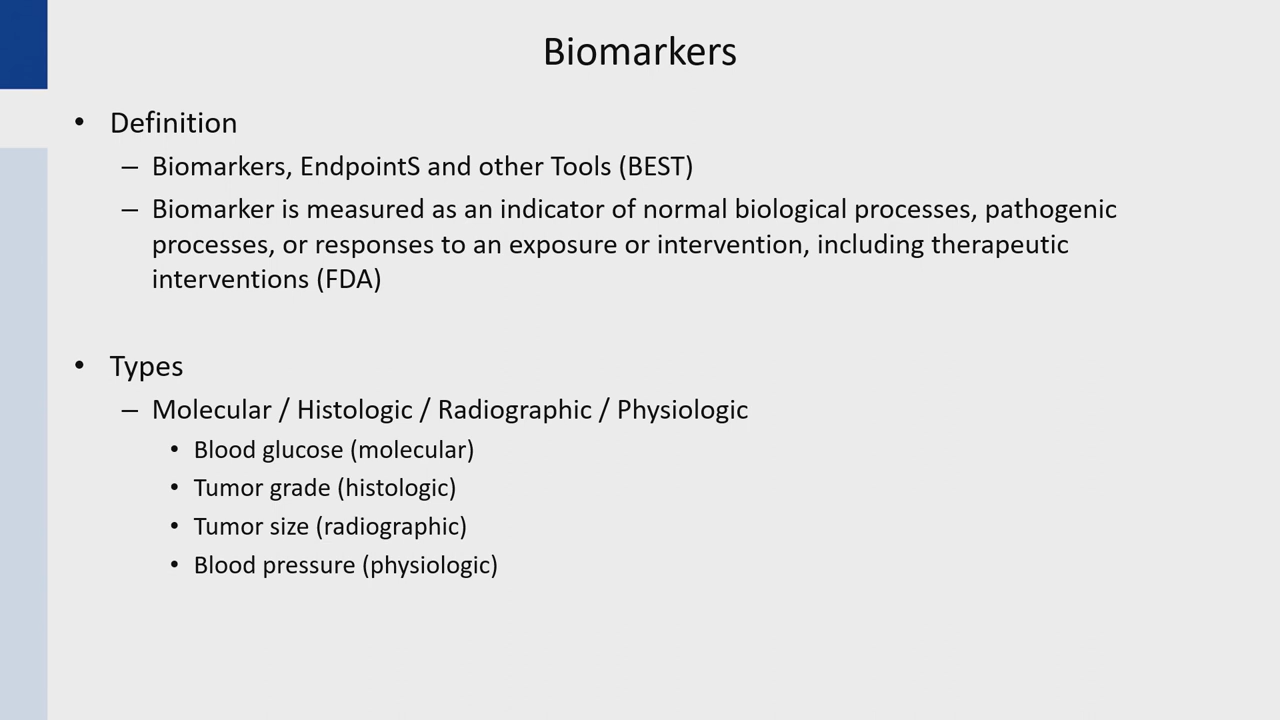 Biomarkers
• Definition
– Biomarkers, EndpointS and other Tools (BEST)
– Biomarker is measured as an indicator of normal biological processes, pathogenic
processes, or responses to an exposure or intervention, including therapeutic
interventions (FDA)
• Types
– Molecular / Histologic / Radiographic / Physiologic
• Blood glucose (molecular)
• Tumor grade (histologic)
• Tumor size (radiographic)
• Blood pressure (physiologic)